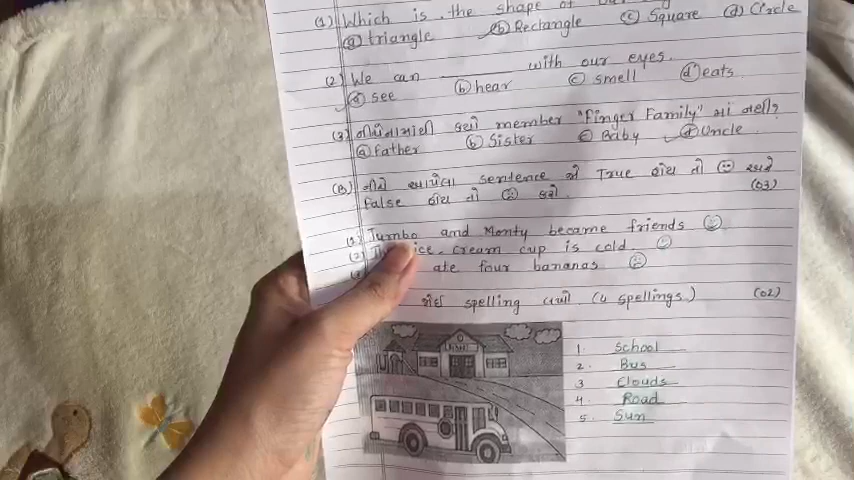 (1) Which is the shape of
(a) triangle (b) Rectangle (c) Square (d) Circle
(2) We can ______ with our eyes.
(a) see (b) hear (c) smell (d) eats
(3) નીચેનામાંથી કયો member "Finger Family" માં નથી?
(a) father (b) Sister (c) Baby (d) Uncle
(B) નીચે આપેલા sentence જો True હોય તો ☺ અને
false હોય તો ☹ કરો. (03)
(1) Jumbo and Monty became friends
(2) ice-cream cup is cold.
ate four bananas
જોઈ spelling લખો (4 spellings) (02)
1. School
2. Bus
3 Clouds
4. Road
5. Sun